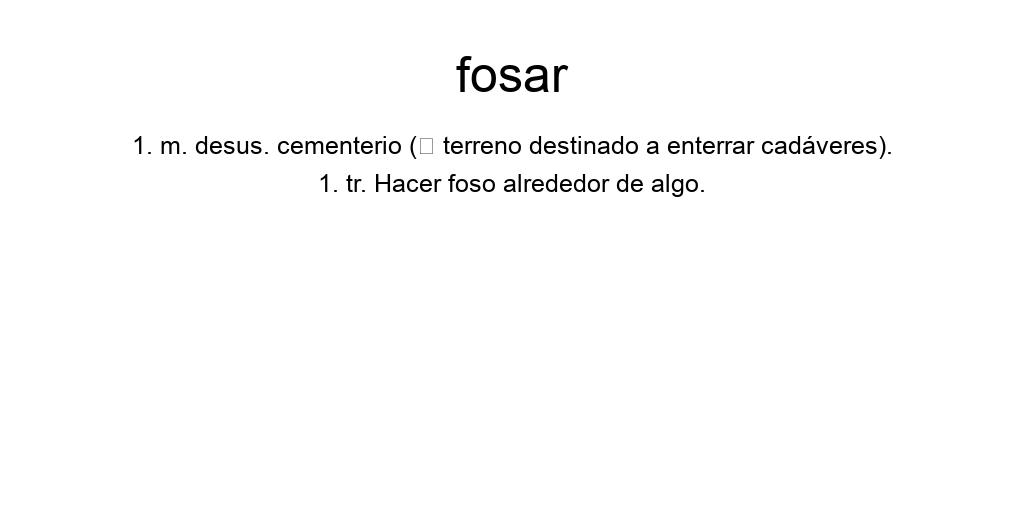 fosar
1. m. desus. cementerio (□ terreno destinado a enterrar cadáveres).
1. tr. Hacer foso alrededor de algo.